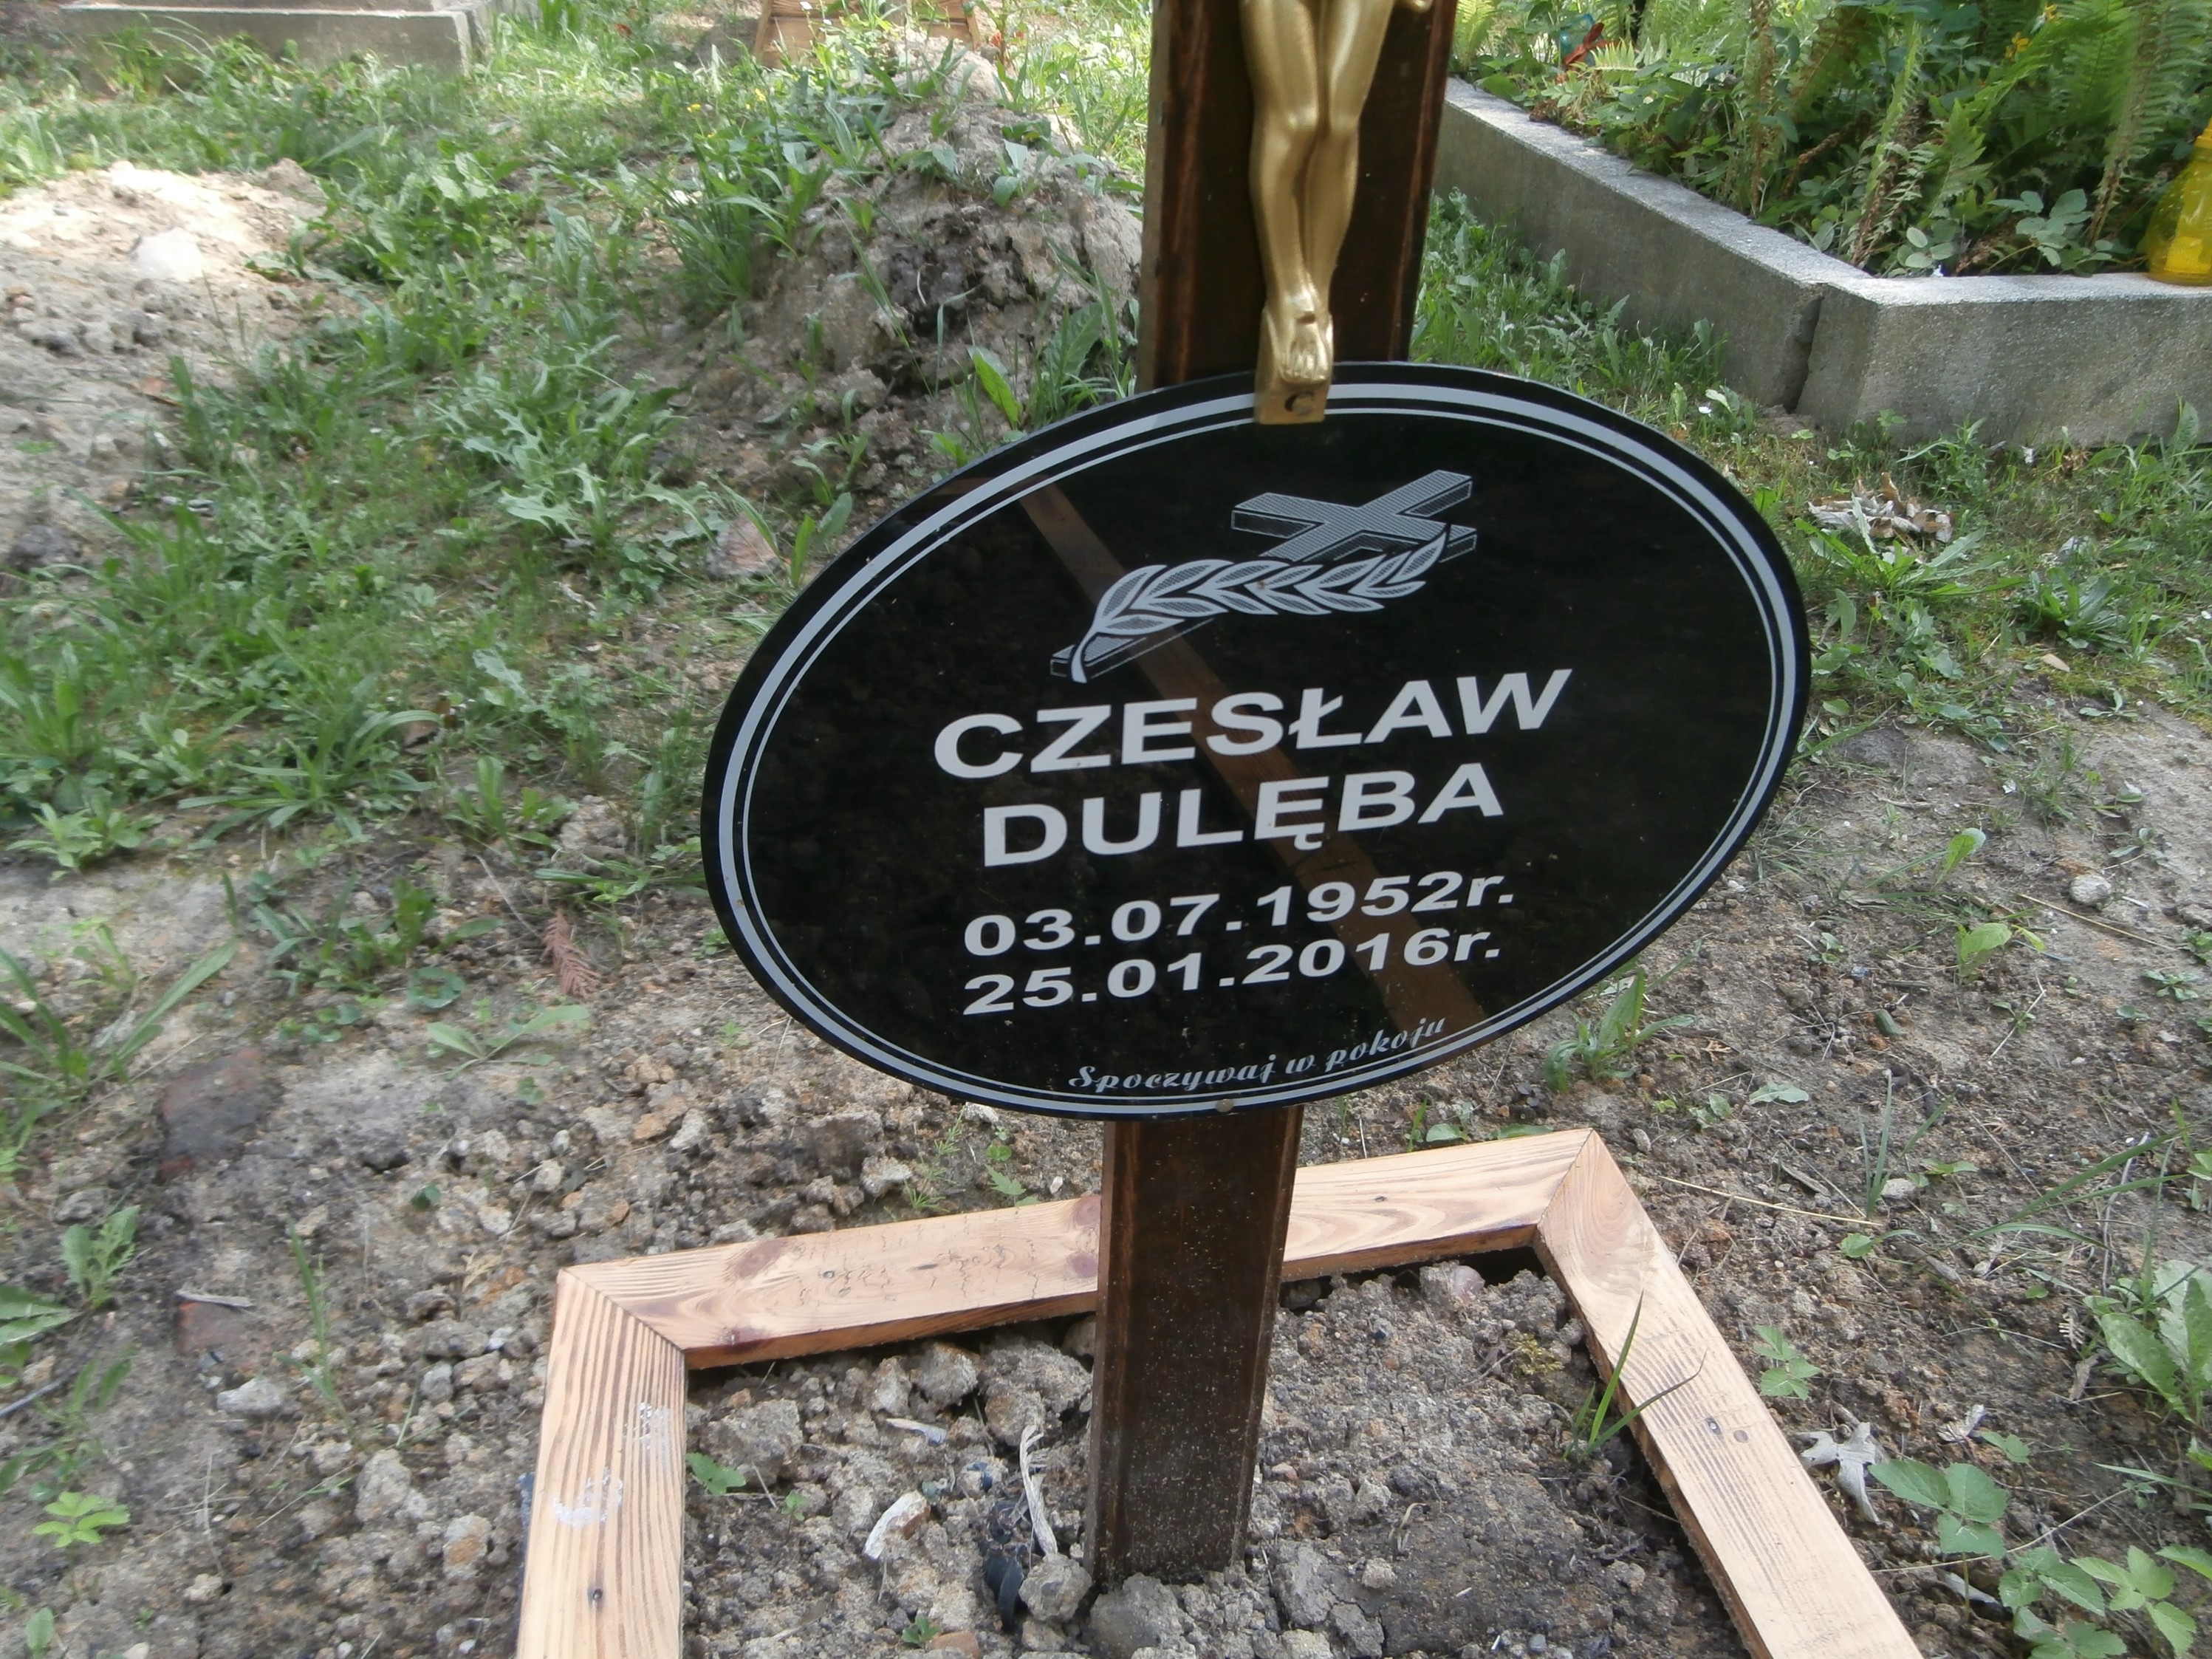 CZESŁAW
DULĘBA
03.07.1952r.
25.01.2016r.
Spoczywaj w pokoju